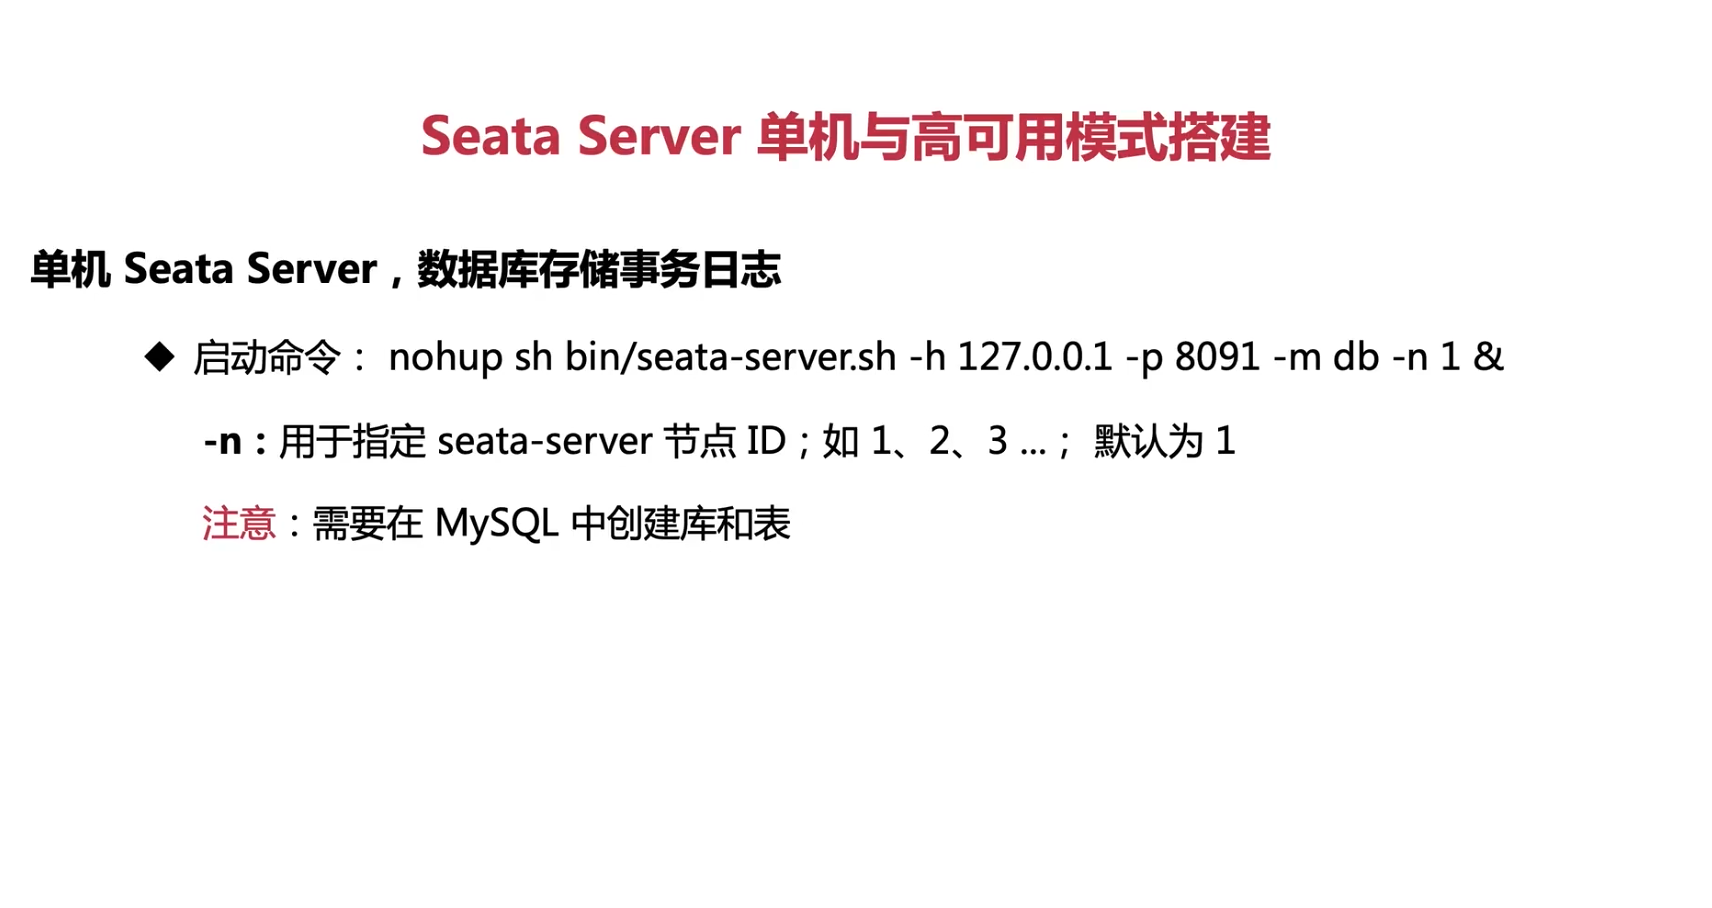 Seata Server 单机与高可用模式搭建
单机 Seata Server，数据库存储事务日志
◆ 启动命令： nohup sh bin/seata-server.sh -h 127.0.0.1 -p 8091 -m db -n 1 &
-n：用于指定 seata-server 节点 ID；如 1、2、3 ...； 默认为 1
注意：需要在 MySQL 中创建库和表